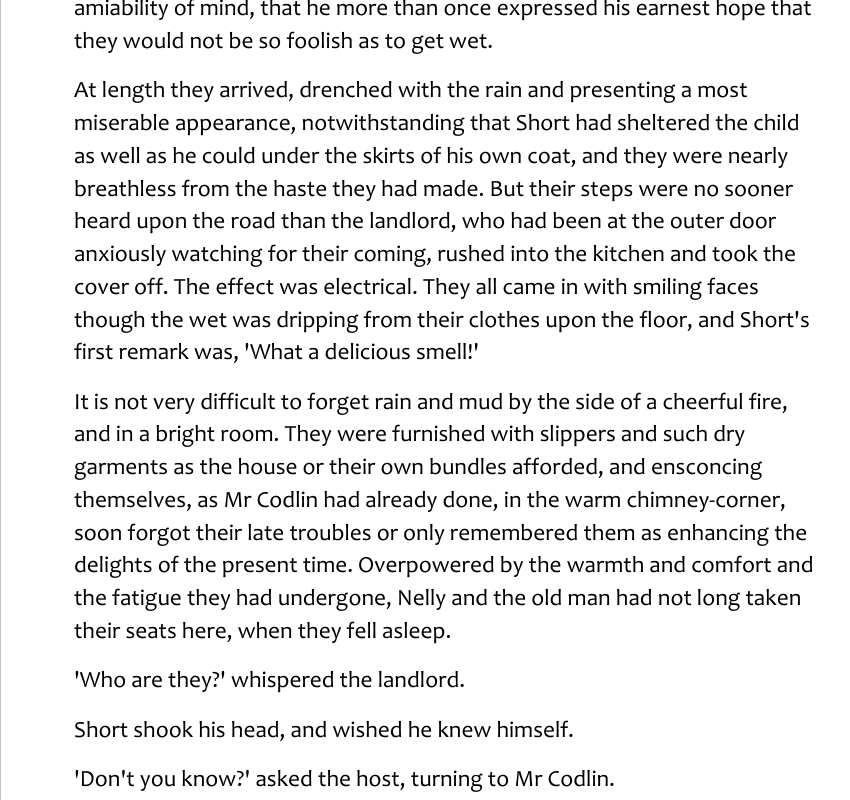 amiability of mind, that he more than once expressed his earnest hope that
they would not be so foolish as to get wet.
At length they arrived, drenched with the rain and presenting a most
miserable appearance, notwithstanding that Short had sheltered the child
as well as he could under the skirts of his own coat, and they were nearly
breathless from the haste they had made. But their steps were no sooner
heard upon the road than the landlord, who had been at the outer door
anxiously watching for their coming, rushed into the kitchen and took the
cover off. The effect was electrical. They all came in with smiling faces
though the wet was dripping from their clothes upon the floor, and Short's
first remark was, 'What a delicious smell!'
It is not very difficult to forget rain and mud by the side of a cheerful fire,
and in a bright room. They were furnished with slippers and such dry
garments as the house or their own bundles afforded, and ensconcing
themselves, as Mr Codlin had already done, in the warm chimney-corner,
soon forgot their late troubles or only remembered them as enhancing the
delights of the present time. Overpowered by the warmth and comfort and
the fatigue they had undergone, Nelly and the old man had not long taken
their seats here, when they fell asleep.
'Who are they?' whispered the landlord.
Short shook his head, and wished he knew himself.
'Don't you know?' asked the host, turning to Mr Codlin.